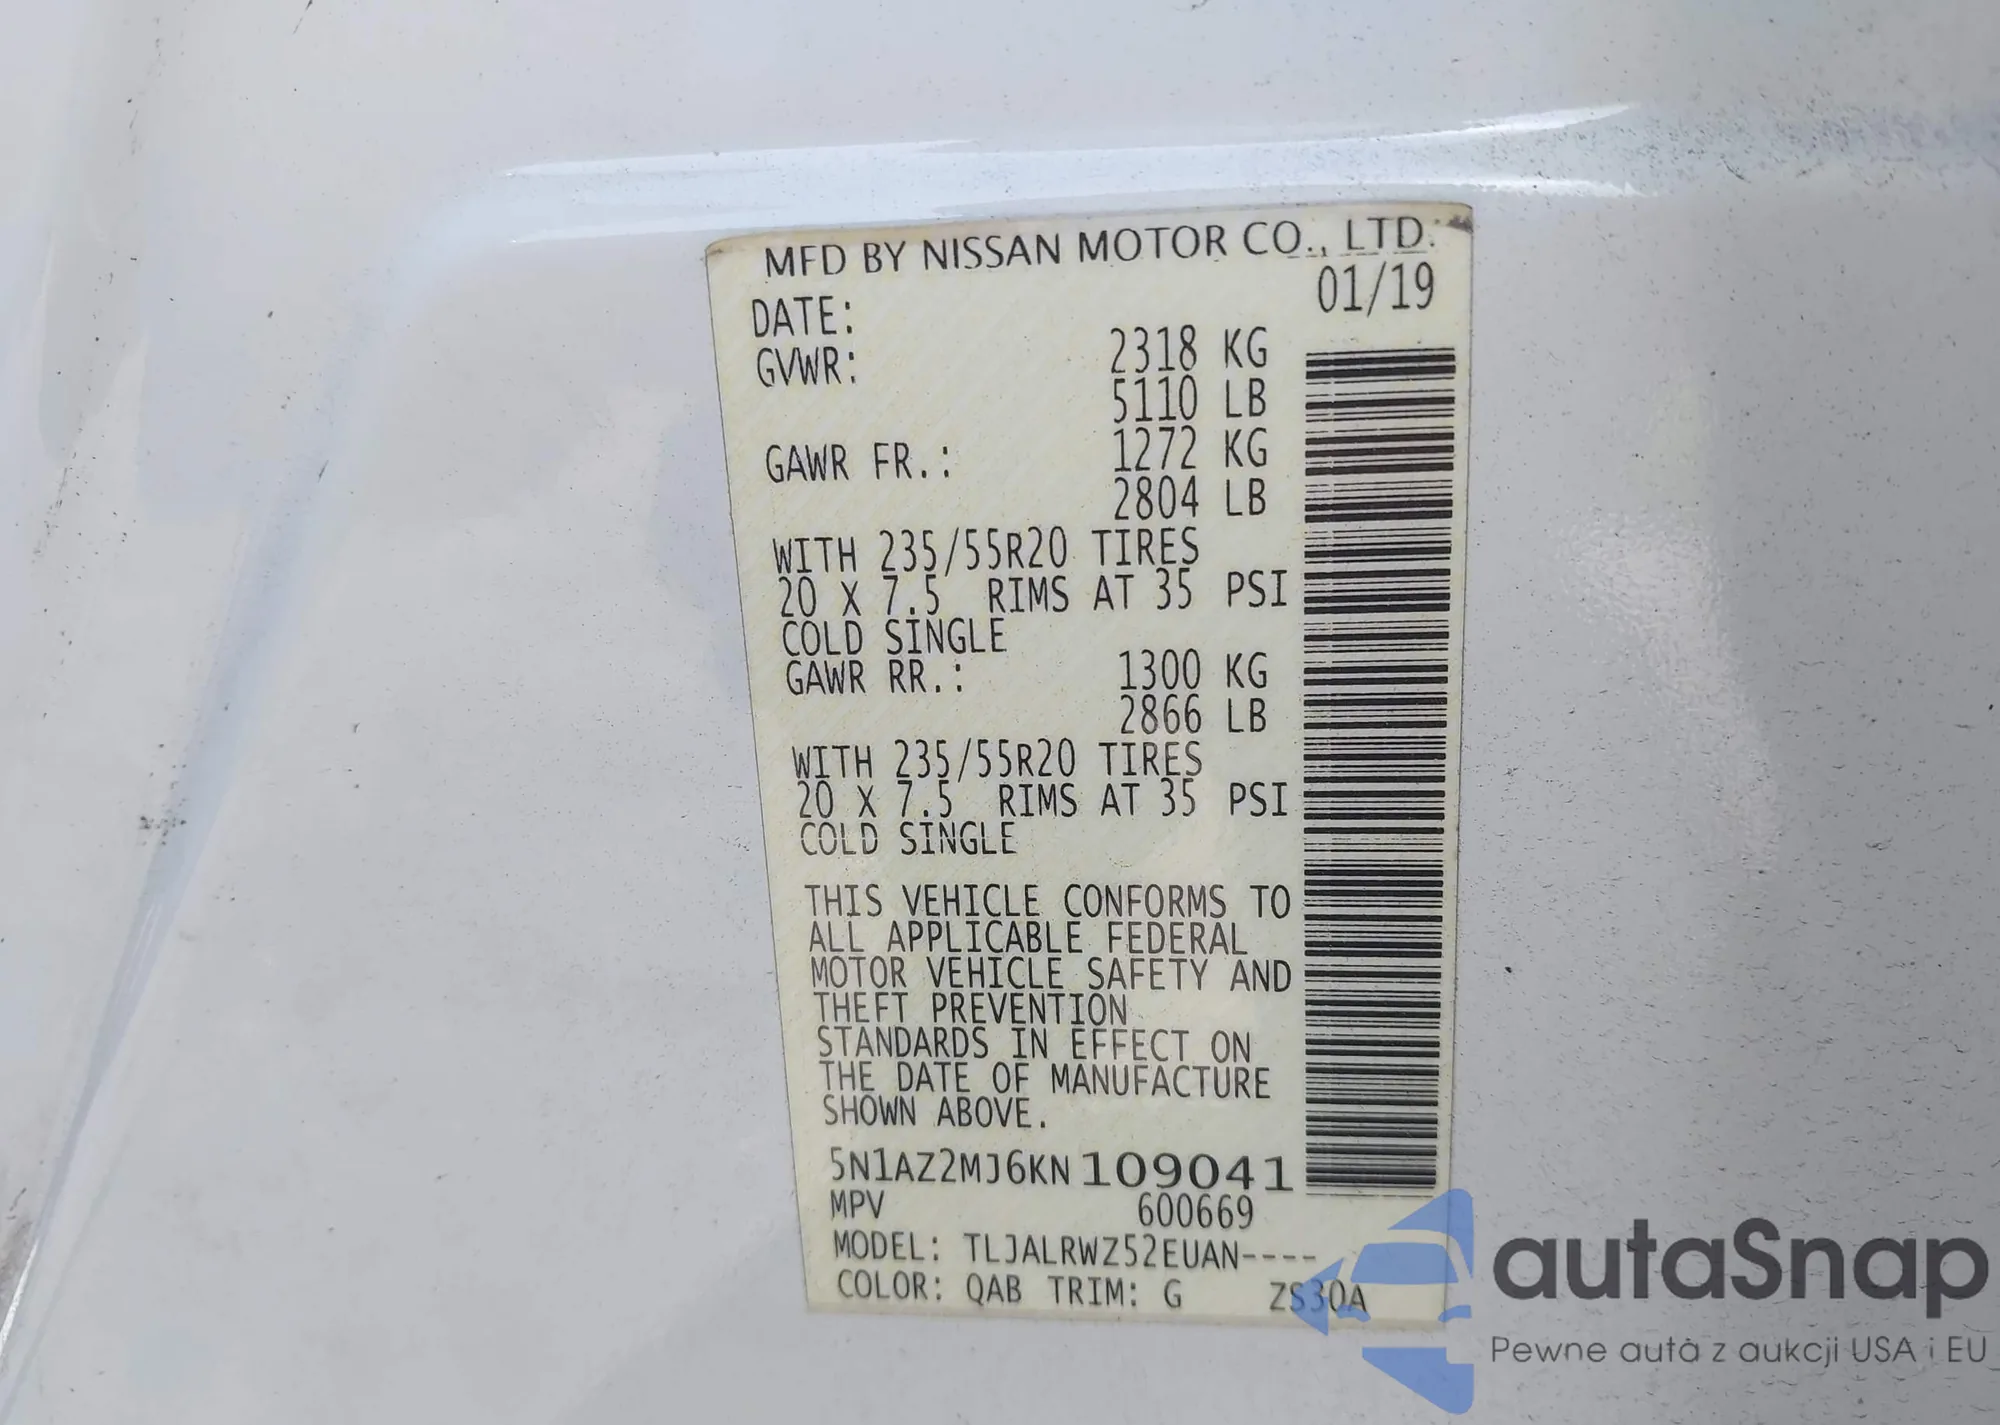 MFD BY NISSAN MOTOR CO., LTD.
DATE: 01/19
GVWR: 2318 KG
5110 LB
GAWR FR.: 1272 KG
2804 LB
WITH 235/55R20 TIRES
20 X 7.5 RIMS AT 35 PSI
COLD SINGLE
GAWR RR.: 1300 KG
2866 LB
WITH 235/55R20 TIRES
20 X 7.5 RIMS AT 35 PSI
COLD SINGLE
THIS VEHICLE CONFORMS TO
ALL APPLICABLE FEDERAL
MOTOR VEHICLE SAFETY AND
THEFT PREVENTION
STANDARDS IN EFFECT ON
THE DATE OF MANUFACTURE
SHOWN ABOVE.
5N1AZ2MJ6KN109041
MPV 600669
MODEL: TLJALRWZ52EUAN----
COLOR: QAB TRIM: G ZS30A
autaSnap
Pewne auta z aukcji USA i EU